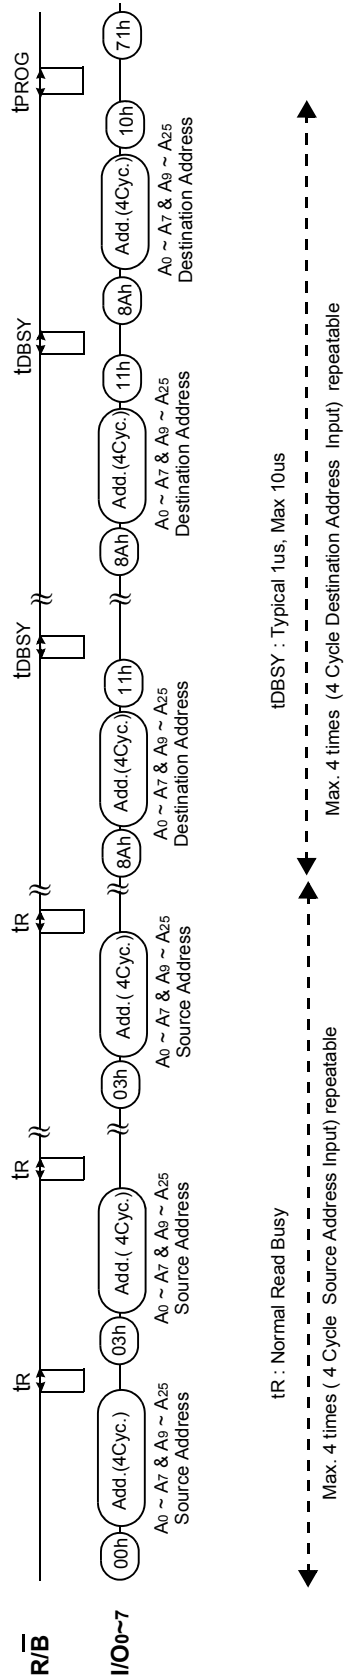 R/B
tR
tR
tR
tDBSY
tDBSY
tPROG
I/O0~7
00h
Add.(4Cyc.)
03h
Add.( 4Cyc.)
03h
Add.( 4Cyc.)
8Ah
Add.(4Cyc.)
11h
8Ah
Add.(4Cyc.)
11h
8Ah
Add.(4Cyc.)
10h
71h
A0 ~ A7 & A9 ~ A25
Source Address
A0 ~ A7 & A9 ~ A25
Source Address
A0 ~ A7 & A9 ~ A25
Source Address
A0 ~ A7 & A9 ~ A25
Destination Address
A0 ~ A7 & A9 ~ A25
Destination Address
A0 ~ A7 & A9 ~ A25
Destination Address
tR : Normal Read Busy
tDBSY : Typical 1us, Max 10us
Max. 4 times ( 4 Cycle Source Address Input) repeatable
Max. 4 times (4 Cycle Destination Address Input) repeatable